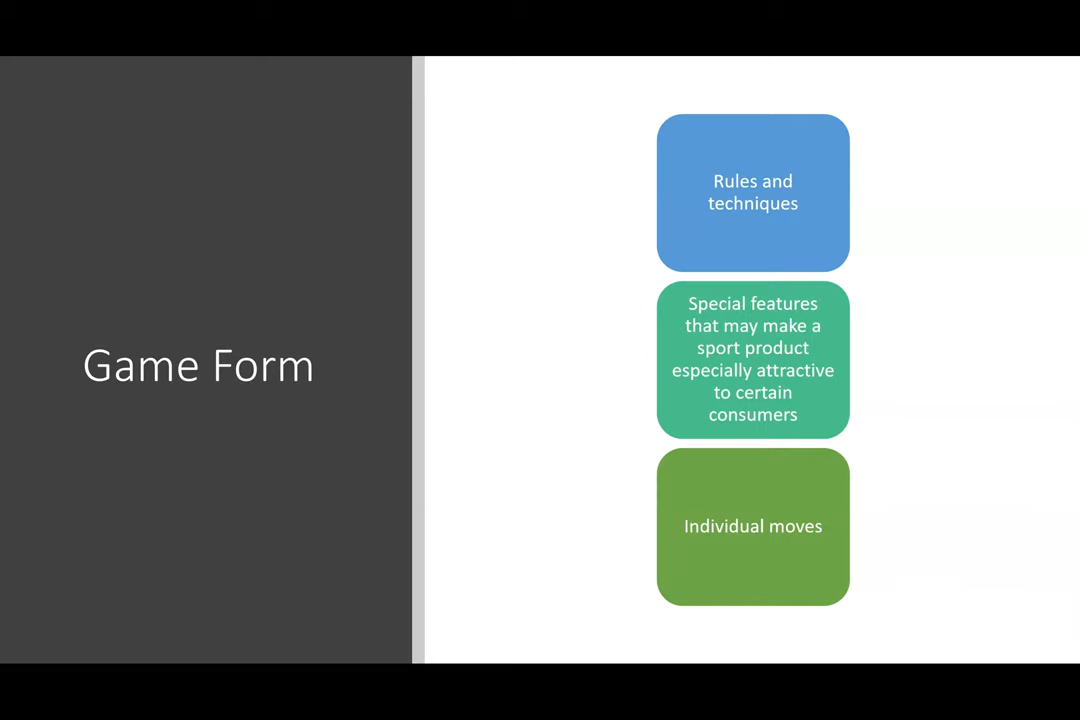 Game Form
Rules and
techniques
Special features
that may make a
sport product
especially attractive
to certain
consumers
Individual moves